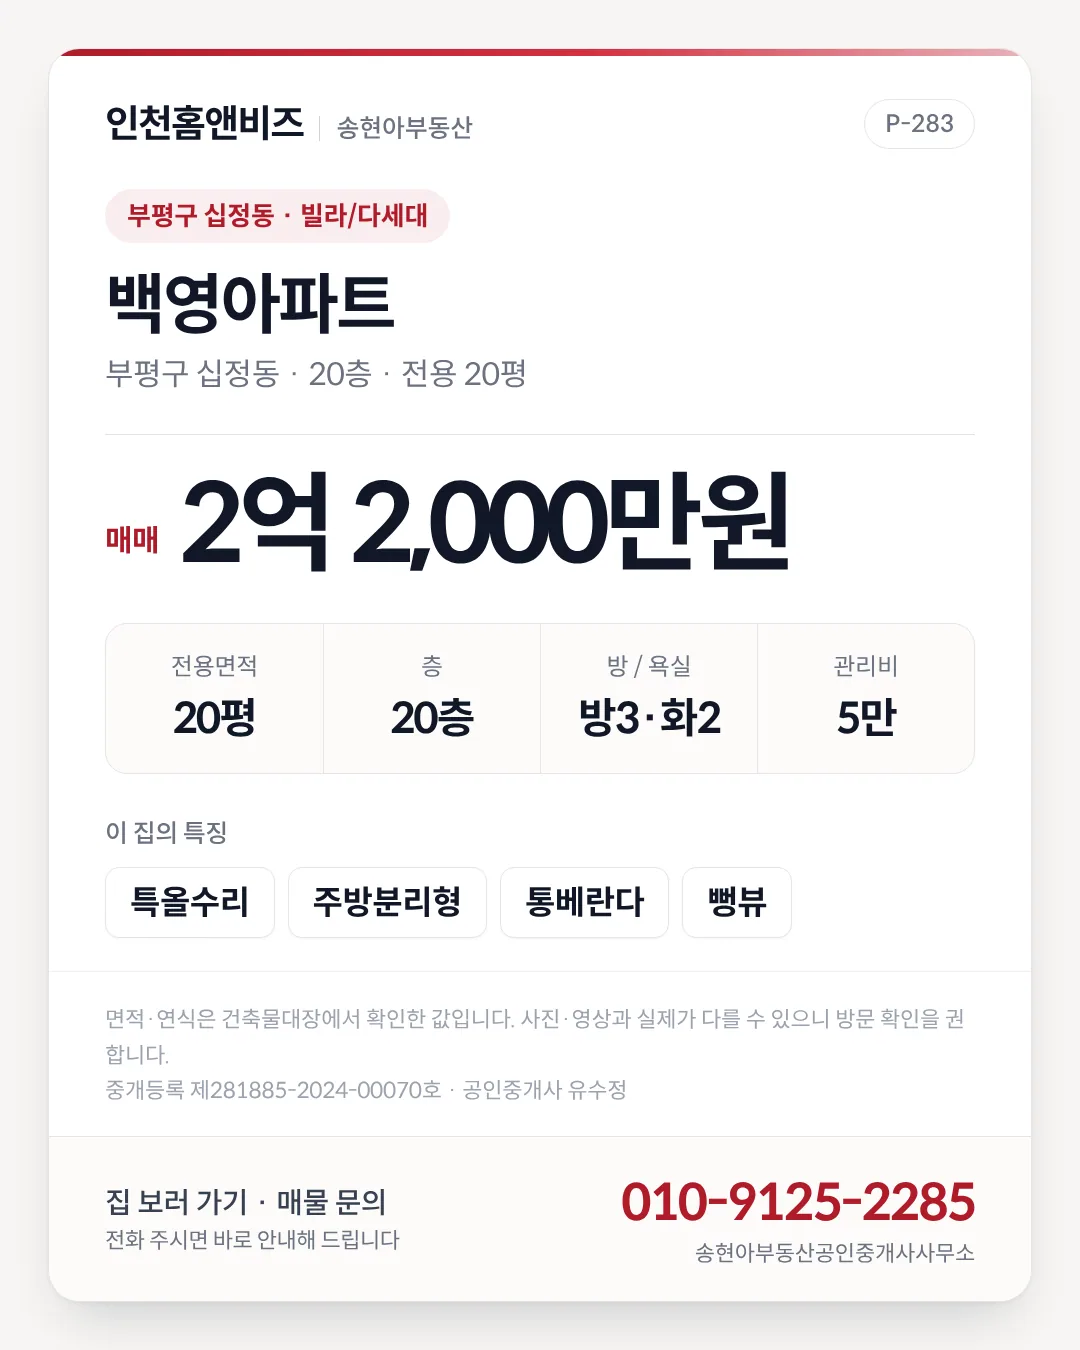 인천홈앤비즈 | 송현아부동산
P-283
부평구 십정동 · 빌라/다세대
백영아파트
부평구 십정동 · 20층 · 전용 20평
매매 2억 2,000만원
전용면적 층 방 / 욕실 관리비
20평 20층 방3·화2 5만
이 집의 특징
특올수리 주방분리형 통베란다 뻥뷰
면적·연식은 건축물대장에서 확인한 값입니다. 사진·영상과 실제가 다를 수 있으니 방문 확인을 권
합니다.
중개등록 제281885-2024-00070호 · 공인중개사 유수정
집 보러 가기 · 매물 문의
전화 주시면 바로 안내해 드립니다
010-9125-2285
송현아부동산공인중개사사무소